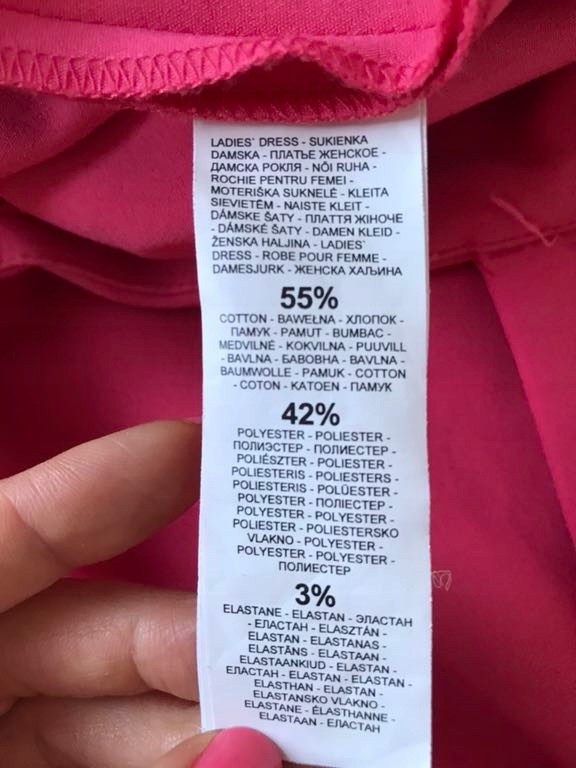 LADIES` DRESS - SUKIENKA
DAMSKA - ПЛАТЬЕ ЖЕНСКОЕ -
ДАМСКА РОКЛЯ - NŐI RUHA -
ROCHIE PENTRU FEMEI -
MOTERIŠKA SUKNELĖ - KLEITA
SIEVIETĒM - NAISTE KLEIT -
DÁMSKE ŠATY - ПЛАТТЯ ЖІНОЧЕ
- DÁMSKÉ ŠATY - DAMEN KLEID -
ŽENSKA HALJINA - LADIES`
DRESS - ROBE POUR FEMME -
DAMESJURK - ЖЕНСКА ХАЉИНА
55%
COTTON - BAWEŁNA - ХЛОПОК -
ПАМУК - PAMUT - BUMBAC -
MEDVILNĖ - KOKVILNA - PUUVILL
- BAVLNA - БАВОВНА - BAVLNA -
BAUMWOLLE - PAMUK - COTTON
- COTON - KATOEN - ПАМУК
42%
POLYESTER - POLIESTER -
ПОЛИЭСТЕР - ПОЛИЕСТЕР -
POLIÉSZTER - POLIESTER -
POLIESTERIS - POLIESTERS -
POLIESTERIS - POLÜESTER -
POLYESTER - ПОЛІЕСТЕР -
POLYESTER - POLYESTER -
POLIESTER - POLIESTERSKO
VLAKNO - POLYESTER -
POLYESTER - POLYESTER -
ПОЛИЕСТЕР
3%
ELASTANE - ELASTAN - ЭЛАСТАН
- ЕЛАСТАН - ELASZTÁN -
ELASTAN - ELASTANAS -
ELASTĀNS - ELASTAAN -
ELASTAANKIUD - ELASTAN -
ЕЛАСТАН - ELASTAN - ELASTAN -
ELASTHAN - ELASTAN -
ELASTANSKO VLAKNO -
ELASTANE - ÉLASTHANNE -
ELASTAAN - ЕЛАСТАН